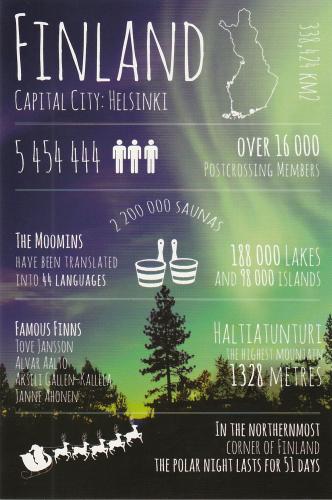 FINLAND
CAPITAL CITY: HELSINKI
338,424 KM2
5 454 444
OVER 16 000
POSTCROSSING MEMBERS
2 200 000 SAUNAS
THE MOOMINS
HAVE BEEN TRANSLATED
INTO 44 LANGUAGES
188 000 LAKES
AND 98 000 ISLANDS
FAMOUS FINNS
TOVE JANSSON
ALVAR AALTO
AKSELI GALLEN-KALLELA
JANNE AHONEN
HALTIATUNTURI
THE HIGHEST MOUNTAIN
1328 METRES
IN THE NORTHERNMOST
CORNER OF FINLAND
THE POLAR NIGHT LASTS FOR 51 DAYS